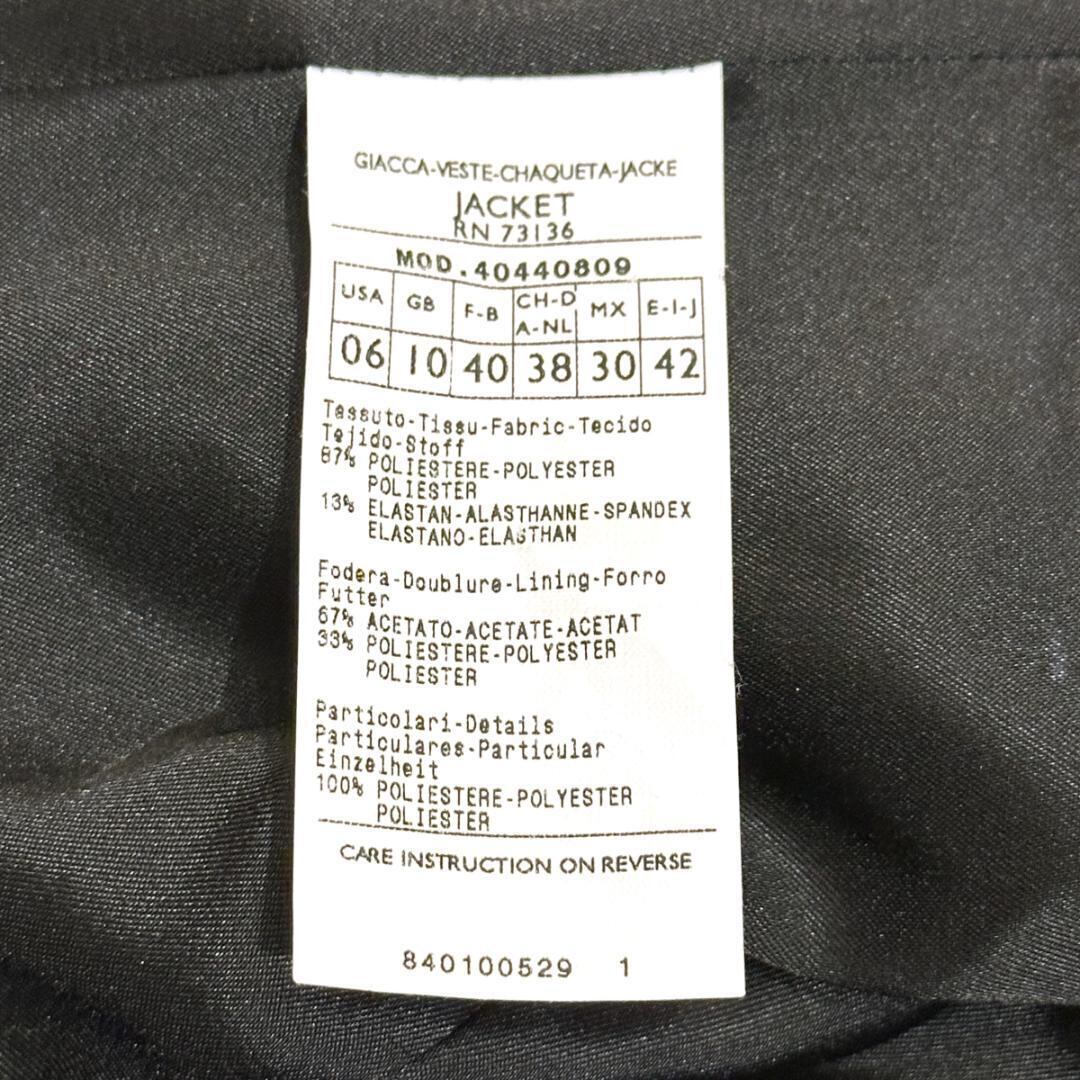 GIACCA-VESTE-CHAQUETA-JACKE
JACKET
RN 73136
MOD.40440809
USA GB F-B CH-D A-NL MX E-I-J
06 10 40 38 30 42
Tessuto-Tissu-Fabric-Tecido
Tejido-Stoff
87% POLIESTERE-POLYESTER
POLIESTER
13% ELASTAN-ALASTHANNE-SPANDEX
ELASTANO-ELASTHAN
Fodera-Doublure-Lining-Forro
Futter
67% ACETATO-ACETATE-ACETAT
33% POLIESTERE-POLYESTER
POLIESTER
Particolari-Details
Particulares-Particular
Einzelheit
100% POLIESTERE-POLYESTER
POLIESTER
CARE INSTRUCTION ON REVERSE
840100529 1